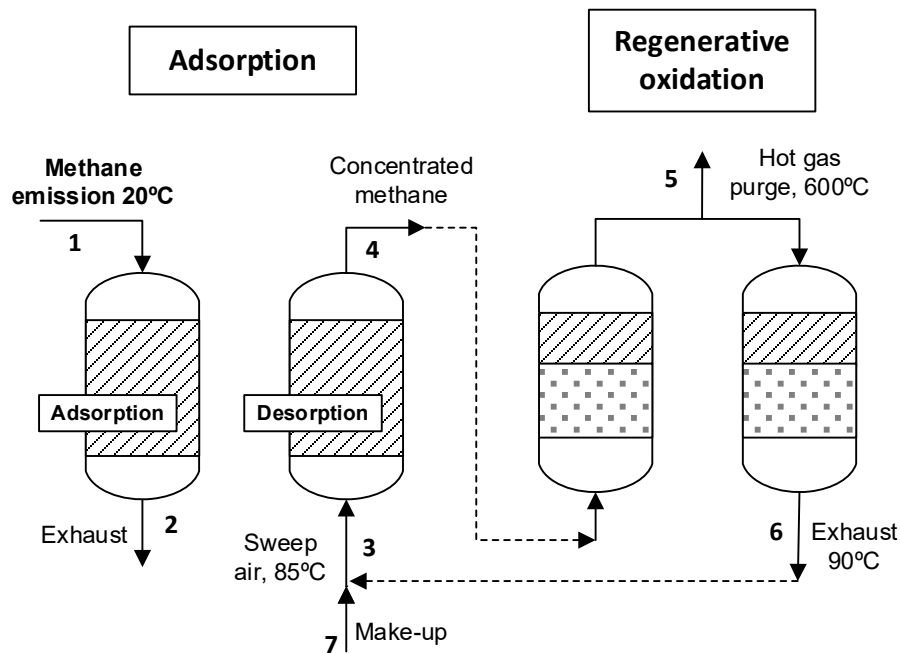 Adsorption
Regenerative
oxidation
Methane
emission 20ºC
1
Concentrated
methane
4
5
Hot gas
purge, 600ºC
Adsorption
Desorption
Exhaust
2
Sweep
air, 85ºC
3
6
Exhaust
90ºC
7
Make-up